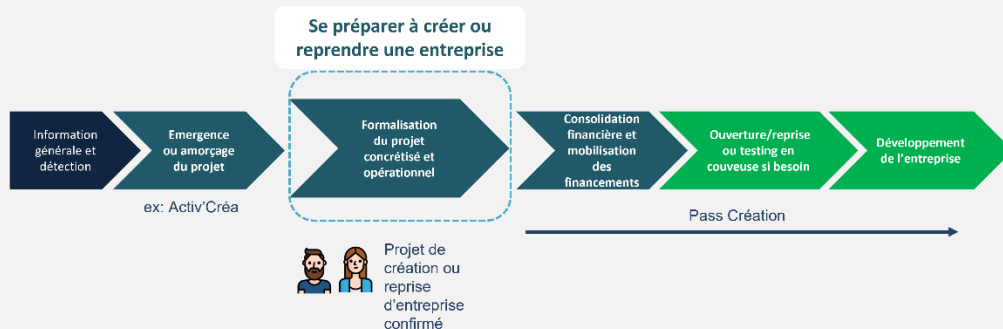 Se préparer à créer ou
reprendre une entreprise
Information
générale et
détection
Emergence
ou amorçage
du projet
Formalisation
du projet
concrétisé et
opérationnel
Consolidation
financière et
mobilisation
des
financements
Ouverture/reprise
ou testing en
couveuse si besoin
Développement
de l'entreprise
ex: Activ'Créa
Pass Création
Projet de
création ou
reprise
d'entreprise
confirmé